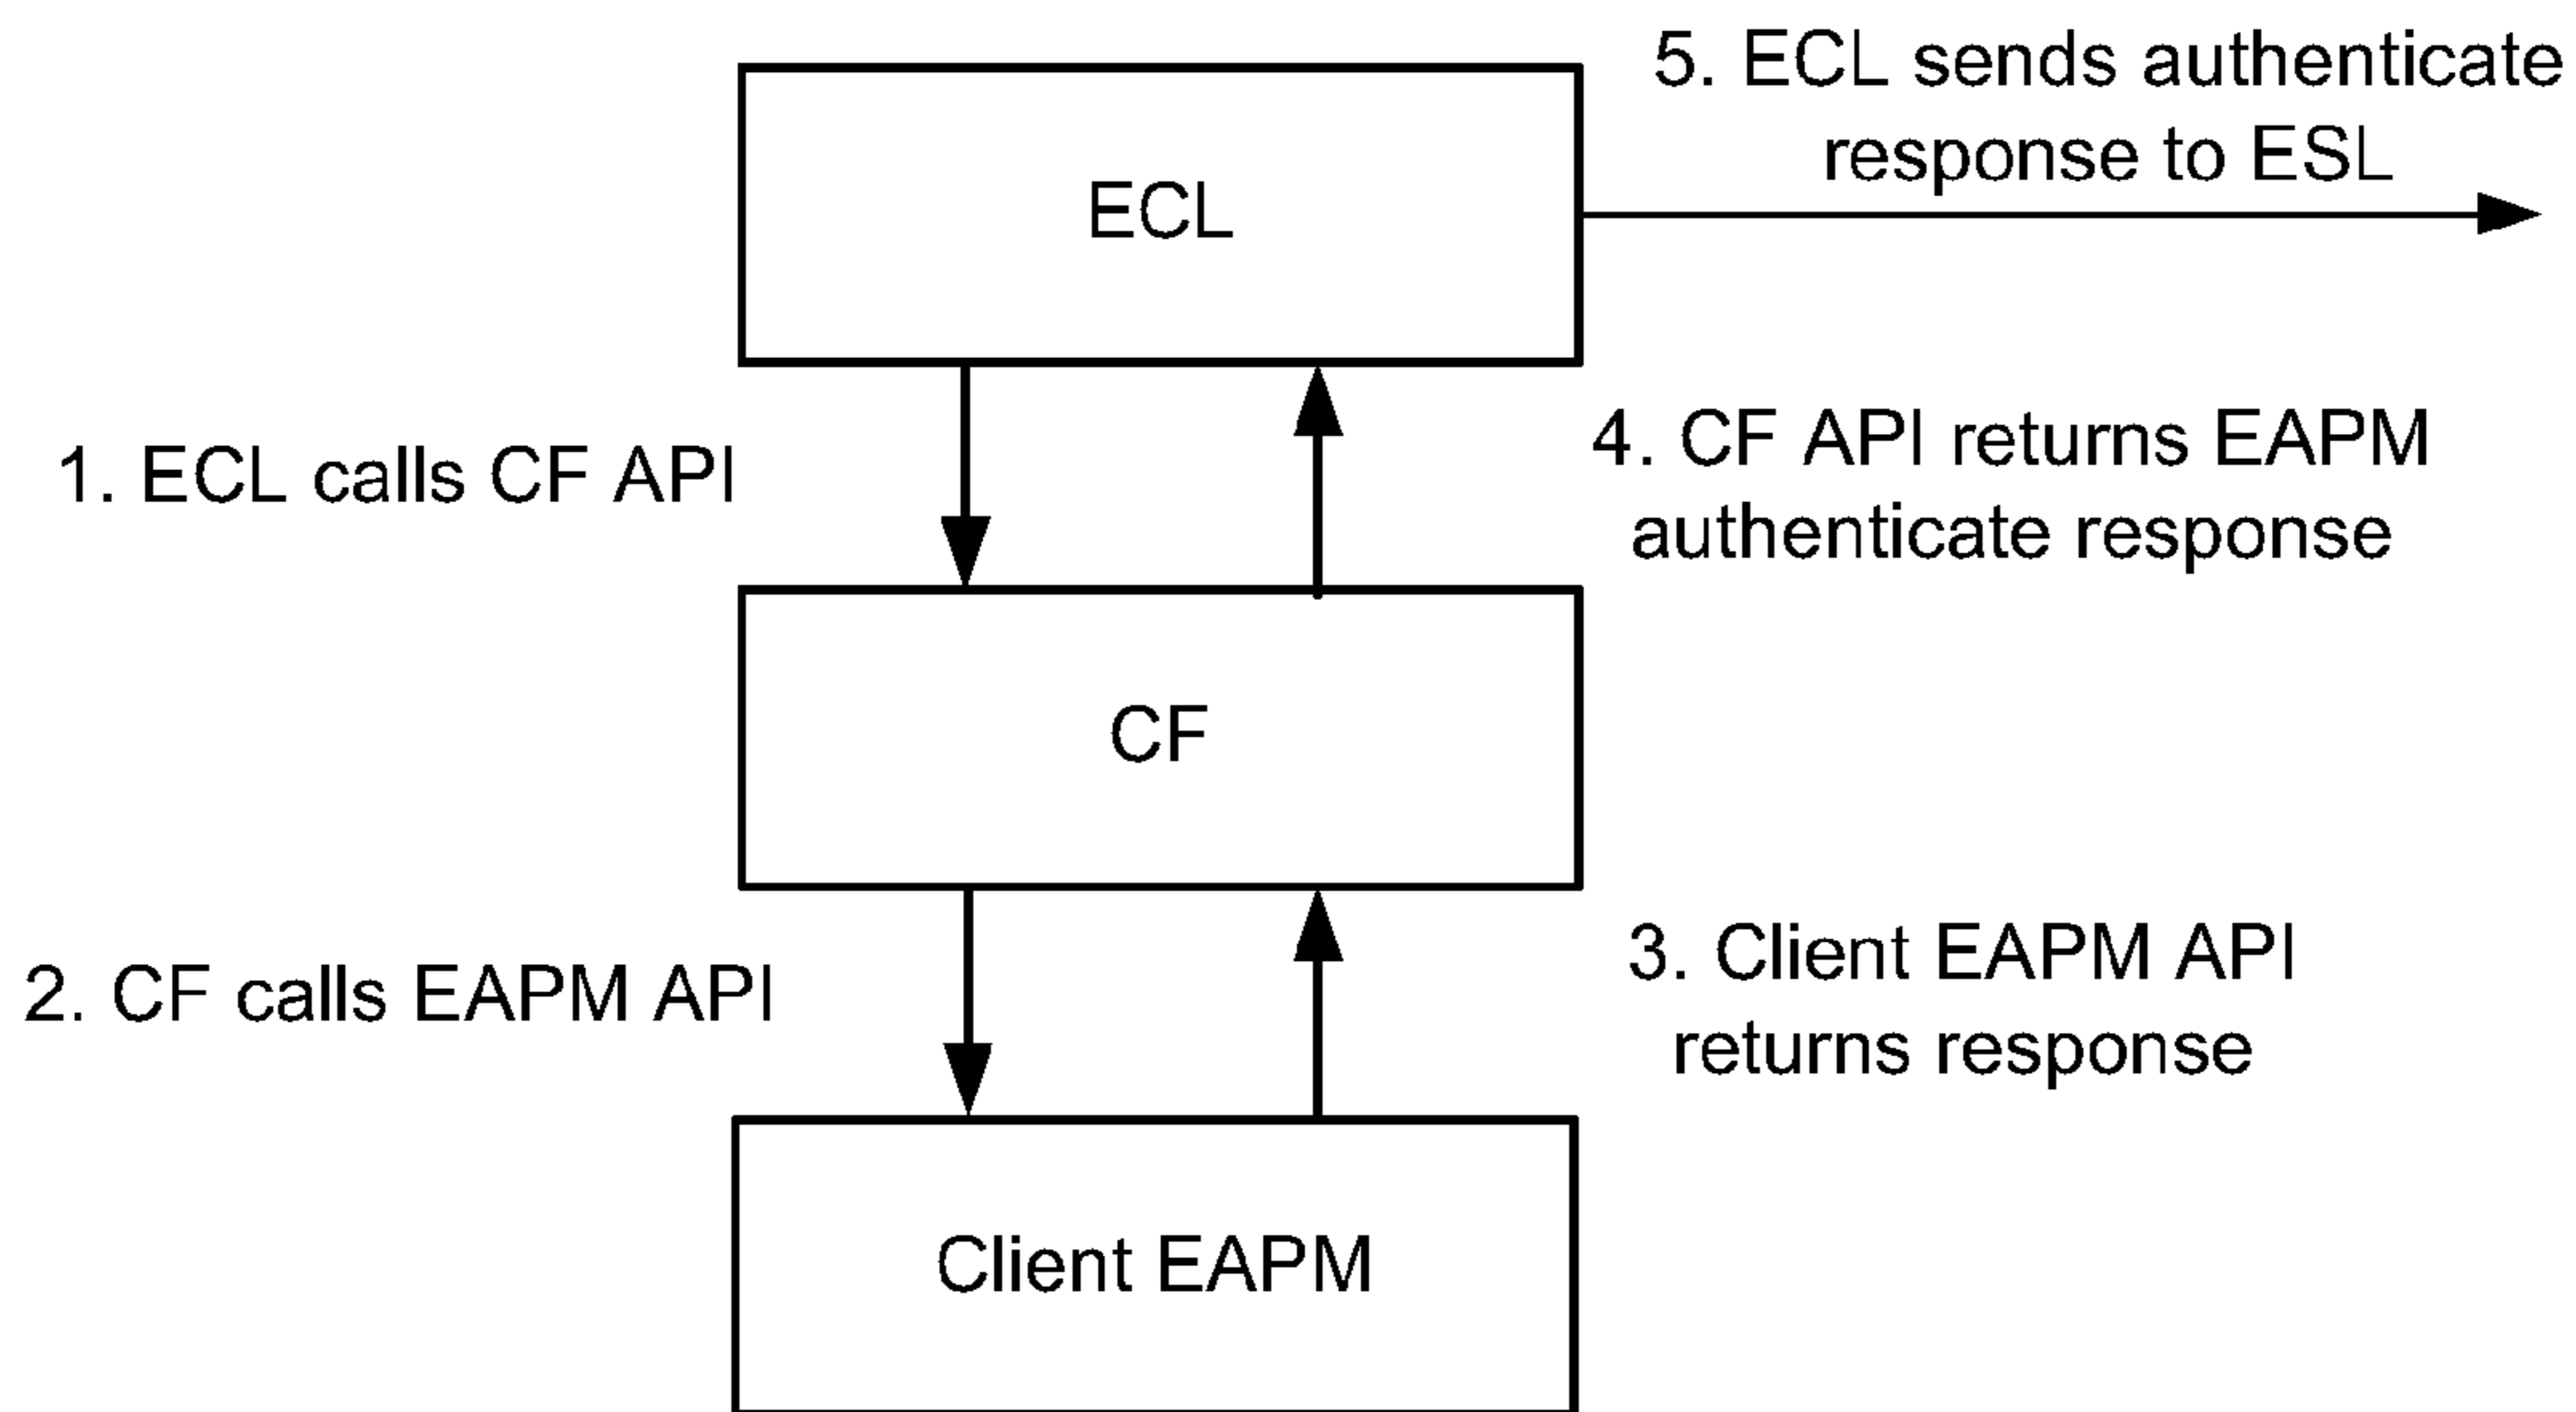 5. ECL sends authenticate
response to ESL
ECL
1. ECL calls CF API
4. CF API returns EAPM
authenticate response
CF
2. CF calls EAPM API
3. Client EAPM API
returns response
Client EAPM